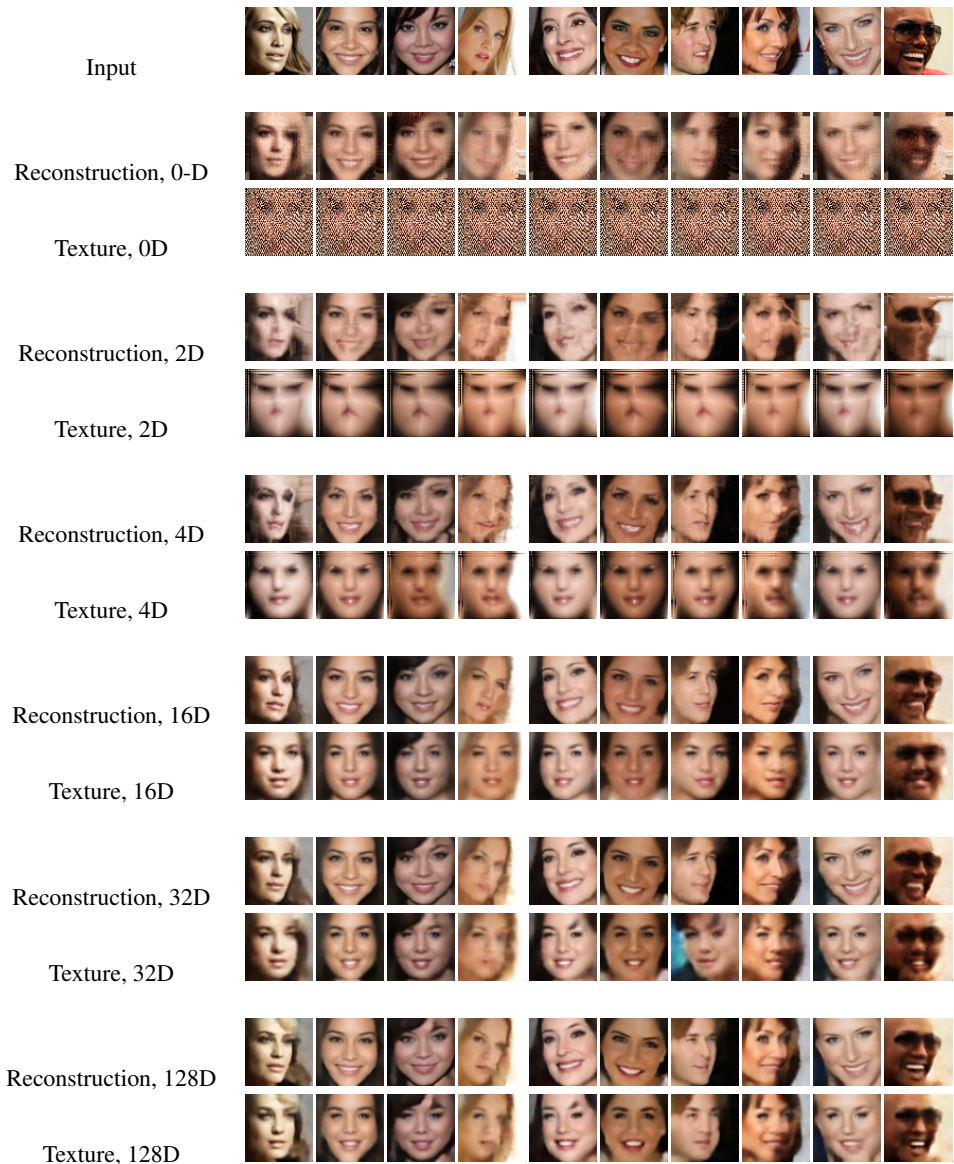 Input
Reconstruction, 0-D
Texture, 0D
Reconstruction, 2D
Texture, 2D
Reconstruction, 4D
Texture, 4D
Reconstruction, 16D
Texture, 16D
Reconstruction, 32D
Texture, 32D
Reconstruction, 128D
Texture, 128D